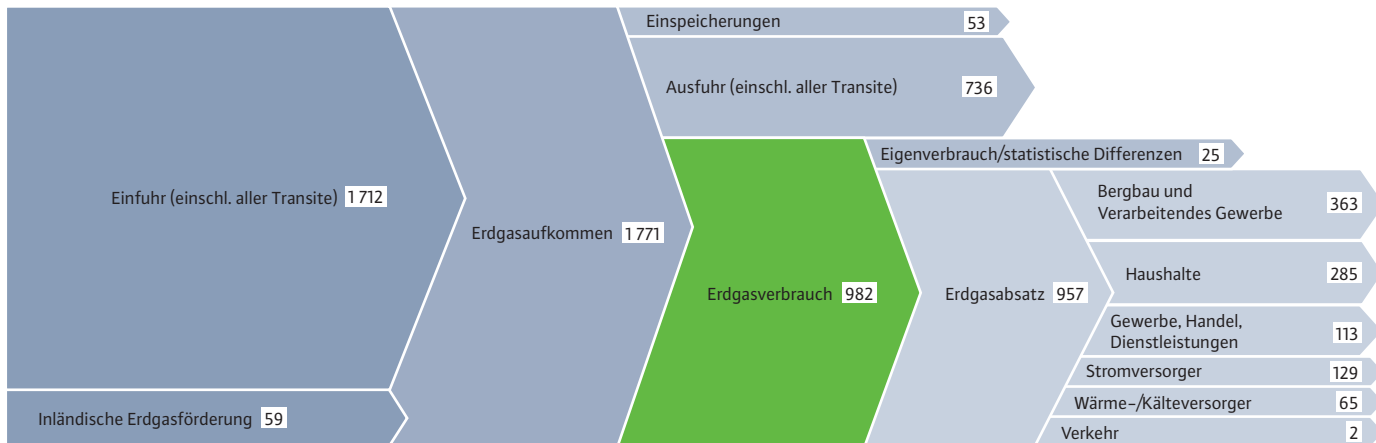 Einspeicherungen 53
Ausfuhr (einschl. aller Transite) 736
Eigenverbrauch/statistische Differenzen 25
Einfuhr (einschl. aller Transite) 1 712
Erdgasaufkommen 1 771
Erdgasverbrauch 982
Erdgasabsatz 957
Bergbau und
Verarbeitendes Gewerbe 363
Haushalte 285
Gewerbe, Handel,
Dienstleistungen 113
Stromversorger 129
Wärme-/Kälteversorger 65
Verkehr 2
Inländische Erdgasförderung 59